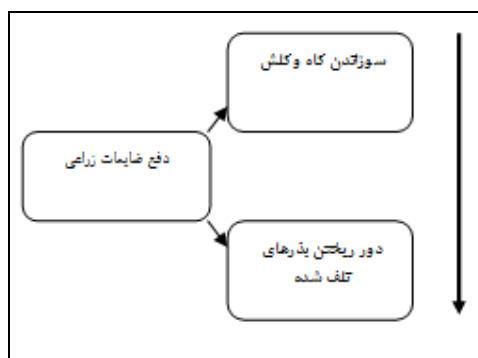 سوزاندن کاه وکلش
دفع ضایعات زراعی
دور ریختن بذرهای
تلف شده